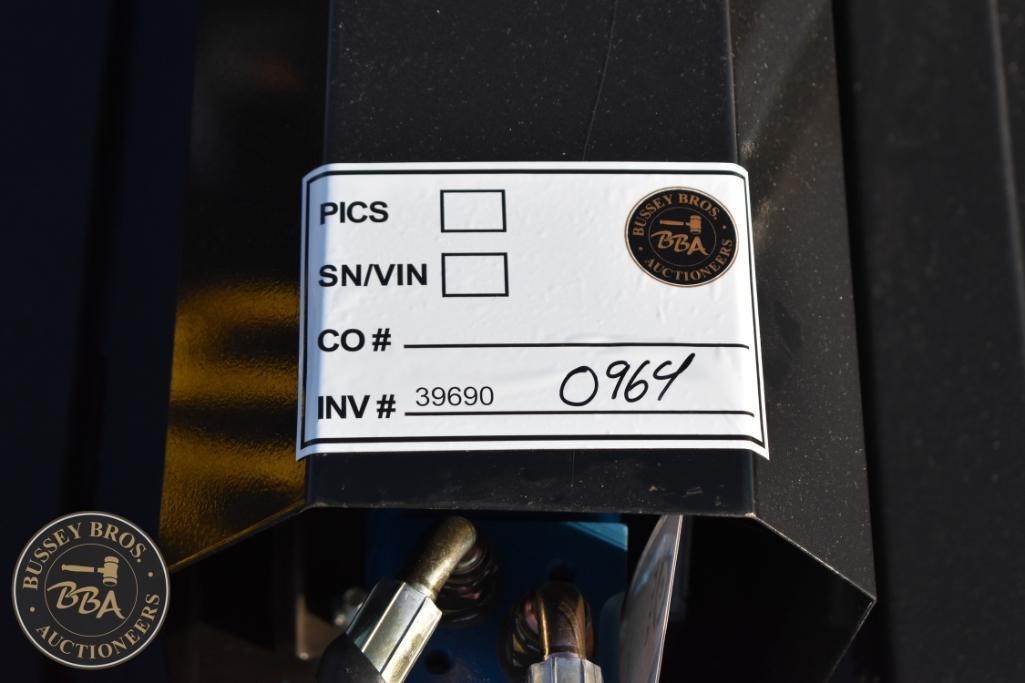 PICS
BUSSEY BROS.
BBA
AUCTIONEERS
SN/VIN
CO #
INV # 39690 0964
BUSSEY BROS.
BBA
AUCTIONEERS